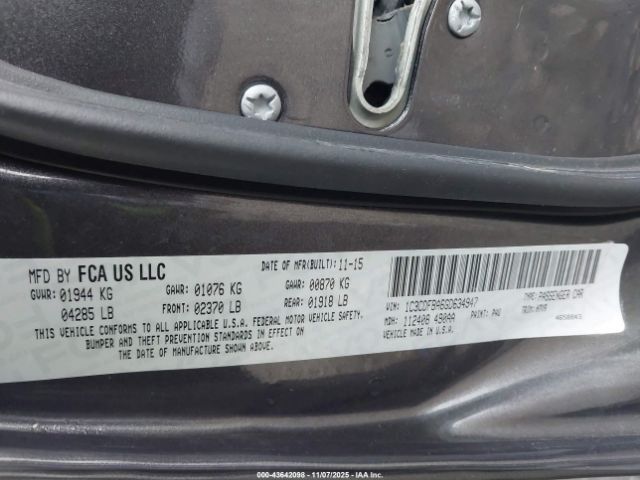 MFD BY FCA US LLC
DATE OF MFR(BUILT): 11-15
GVWR: 01944 KG
04285 LB
GAWR: 01076 KG
FRONT: 02370 LB
GAWR: 00870 KG
REAR: 01918 LB
THIS VEHICLE CONFORMS TO ALL APPLICABLE U.S.A. FEDERAL MOTOR VEHICLE SAFETY,
BUMPER AND THEFT PREVENTION STANDARDS IN EFFECT ON
THE DATE OF MANUFACTURE SHOWN ABOVE.
VIN: 1C3CDFBA6GD634947
TYPE: PASSENGER CAR
MDH: 112408 490AA
PAINT: PAU
VEHICLE MADE IN U.S.A.
000-43642098 - 11/07/2025 - Copyright © 2025 IAA, Inc.